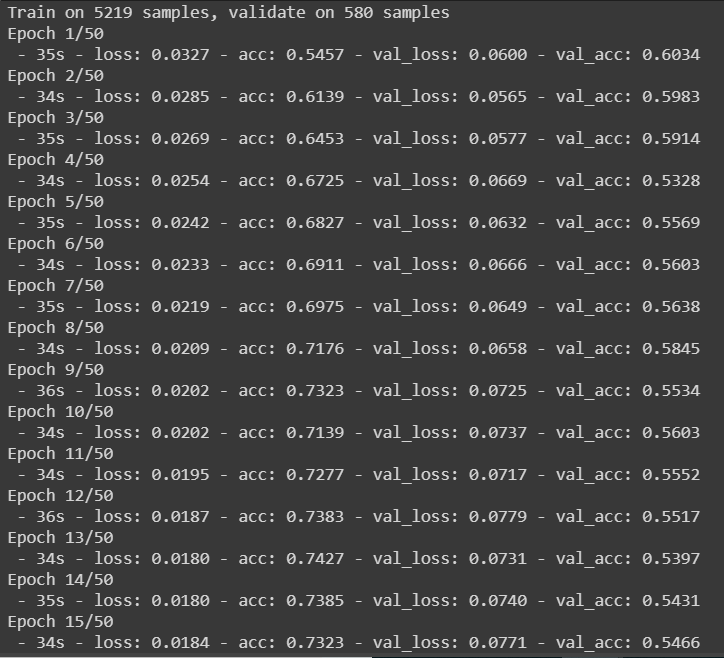 Train on 5219 samples, validate on 580 samples
Epoch 1/50
- 35s - loss: 0.0327 - acc: 0.5457 - val_loss: 0.0600 - val_acc: 0.6034
Epoch 2/50
- 34s - loss: 0.0285 - acc: 0.6139 - val_loss: 0.0565 - val_acc: 0.5983
Epoch 3/50
- 35s - loss: 0.0269 - acc: 0.6453 - val_loss: 0.0577 - val_acc: 0.5914
Epoch 4/50
- 34s - loss: 0.0254 - acc: 0.6725 - val_loss: 0.0669 - val_acc: 0.5328
Epoch 5/50
- 35s - loss: 0.0242 - acc: 0.6827 - val_loss: 0.0632 - val_acc: 0.5569
Epoch 6/50
- 34s - loss: 0.0233 - acc: 0.6911 - val_loss: 0.0666 - val_acc: 0.5603
Epoch 7/50
- 35s - loss: 0.0219 - acc: 0.6975 - val_loss: 0.0649 - val_acc: 0.5638
Epoch 8/50
- 34s - loss: 0.0209 - acc: 0.7176 - val_loss: 0.0658 - val_acc: 0.5845
Epoch 9/50
- 36s - loss: 0.0202 - acc: 0.7323 - val_loss: 0.0725 - val_acc: 0.5534
Epoch 10/50
- 34s - loss: 0.0202 - acc: 0.7139 - val_loss: 0.0737 - val_acc: 0.5603
Epoch 11/50
- 34s - loss: 0.0195 - acc: 0.7277 - val_loss: 0.0717 - val_acc: 0.5552
Epoch 12/50
- 36s - loss: 0.0187 - acc: 0.7383 - val_loss: 0.0779 - val_acc: 0.5517
Epoch 13/50
- 34s - loss: 0.0180 - acc: 0.7427 - val_loss: 0.0731 - val_acc: 0.5397
Epoch 14/50
- 35s - loss: 0.0180 - acc: 0.7385 - val_loss: 0.0740 - val_acc: 0.5431
Epoch 15/50
- 34s - loss: 0.0184 - acc: 0.7323 - val_loss: 0.0771 - val_acc: 0.5466